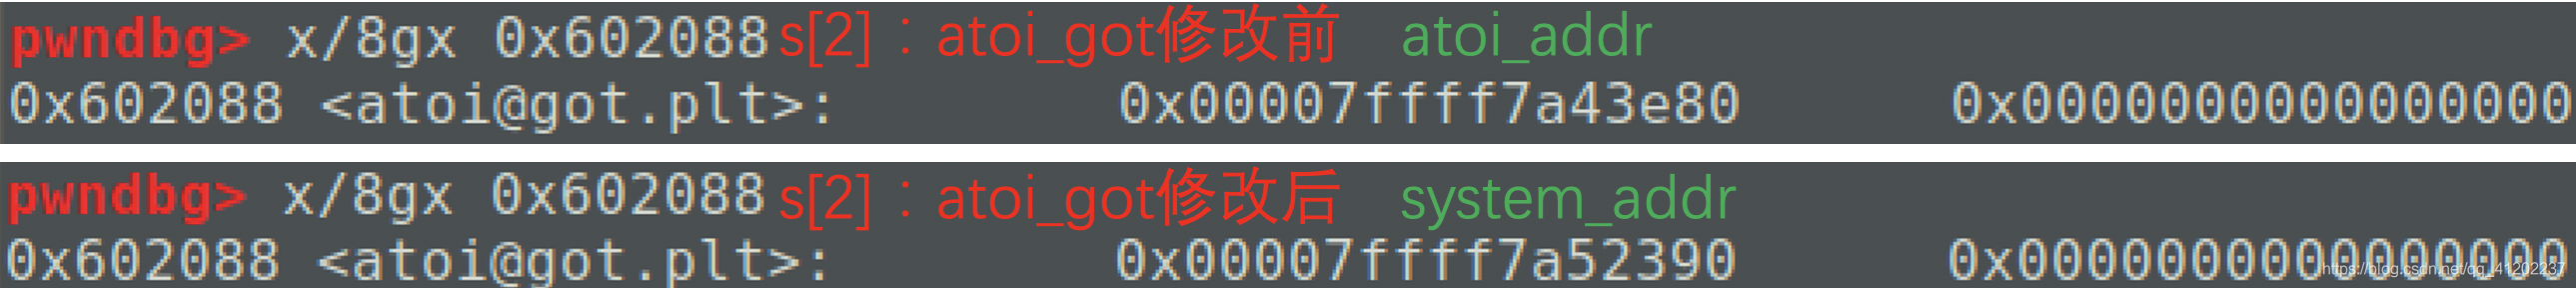 pwndbg> x/8gx 0x602088 s[2]：atoi_got修改前 atoi_addr
0x602088 <atoi@got.plt>: 0x00007ffff7a43e80 0x0000000000000000
pwndbg> x/8gx 0x602088 s[2]：atoi_got修改后 system_addr
0x602088 <atoi@got.plt>: 0x00007ffff7a52390 0x0000000000000000
https://blog.csdn.net/qq_41202237